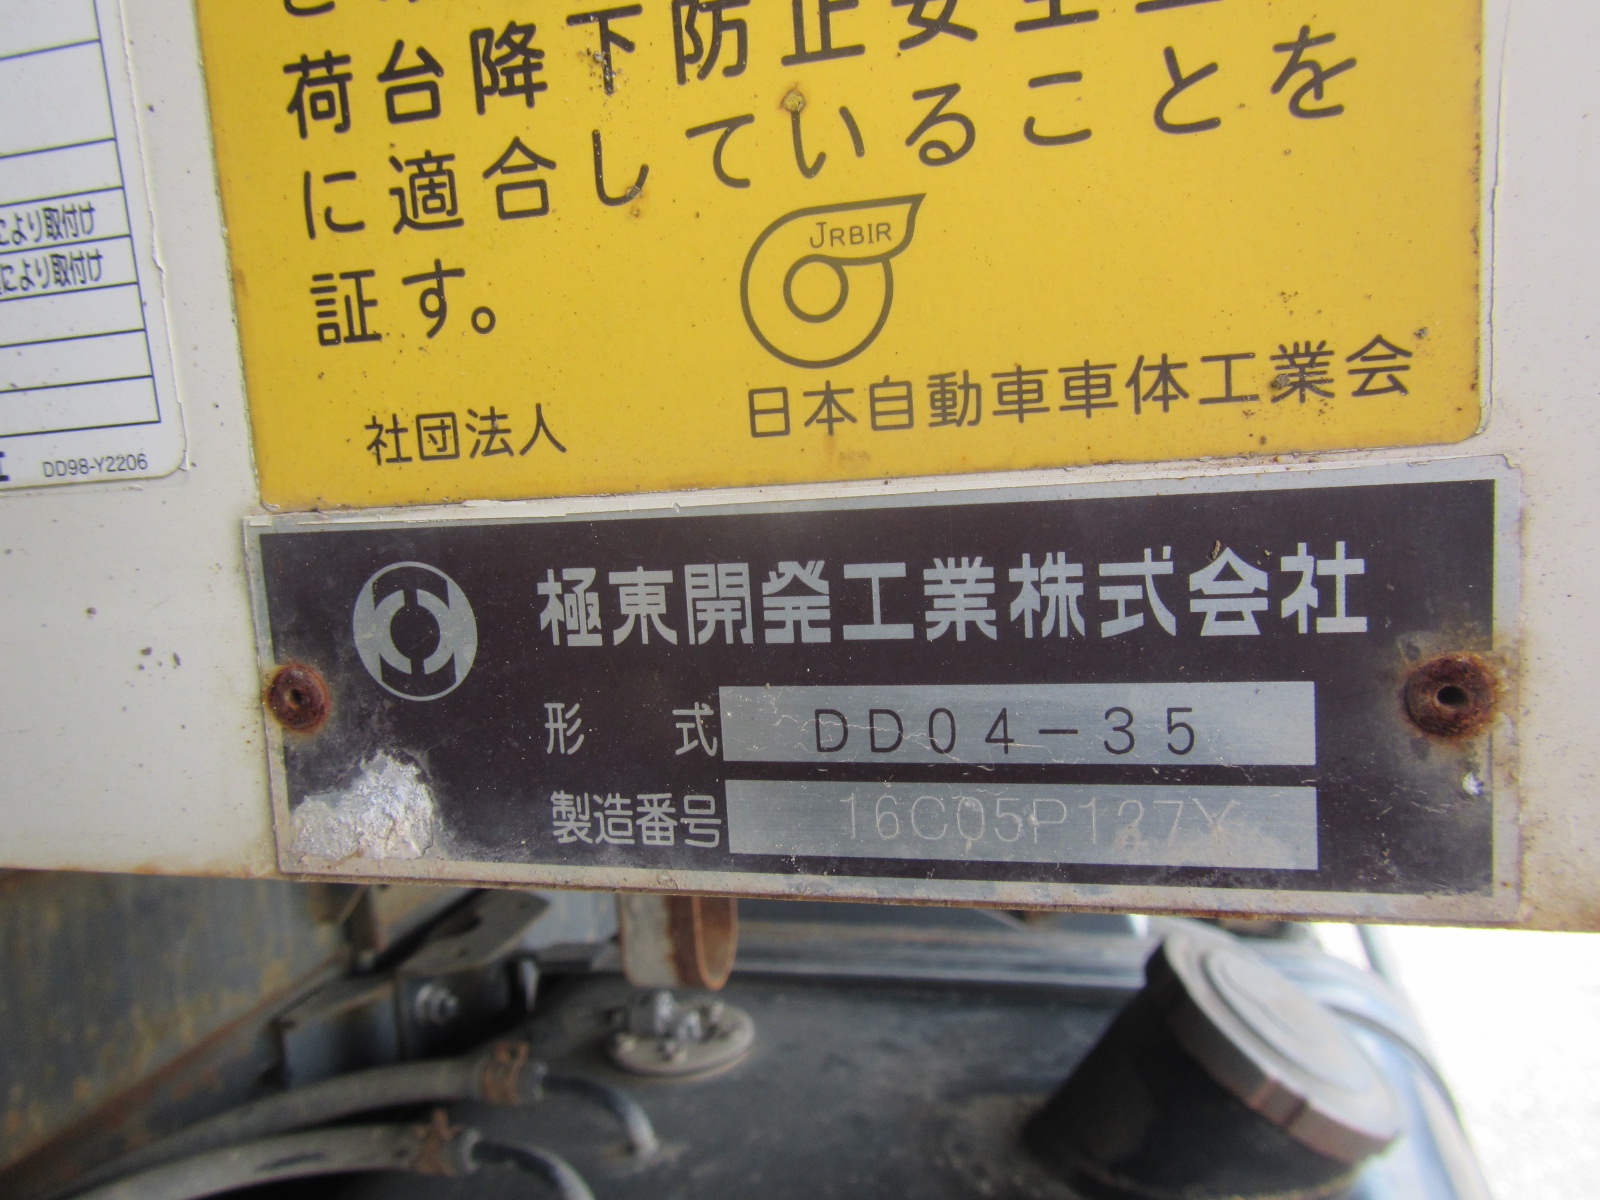 荷台降下防止安全
に適合していることを
証す。
JRBIR
社団法人 日本自動車車体工業会
により取付け
により取付け
DD98-Y2206
極東開発工業株式会社
形 式 DD04-35
製造番号 16C05P127Y